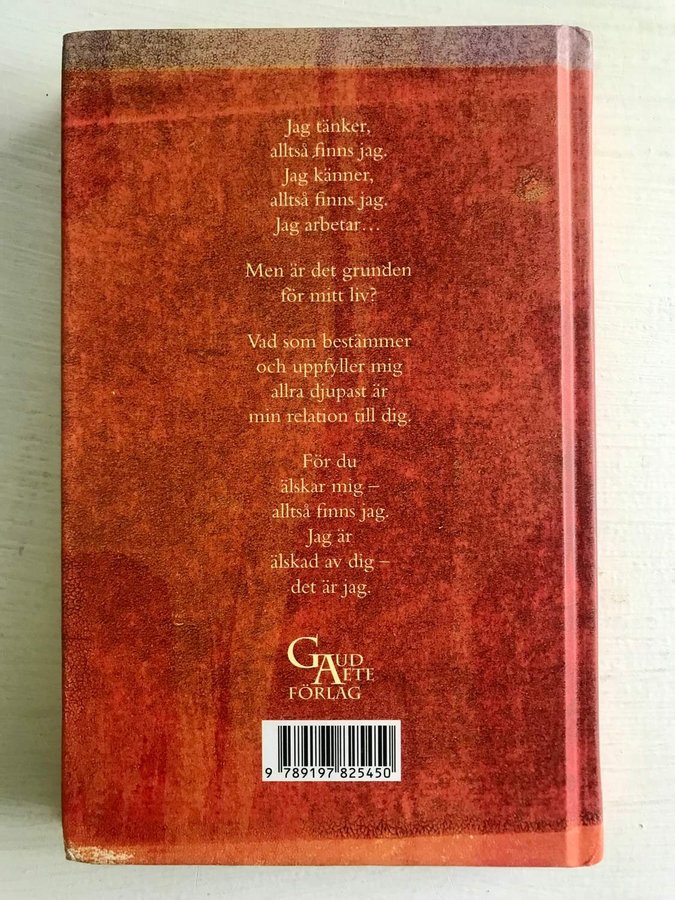 Jag tänker,
alltså finns jag.
Jag känner,
alltså finns jag.
Jag arbetar…
Men är det grunden
för mitt liv?
Vad som bestämmer
och uppfyller mig
allra djupast är
min relation till dig.
För du
älskar mig –
alltså finns jag.
Jag är
älskad av dig –
det är jag.
GAUD
AETE
FÖRLAG
9 789197 825450